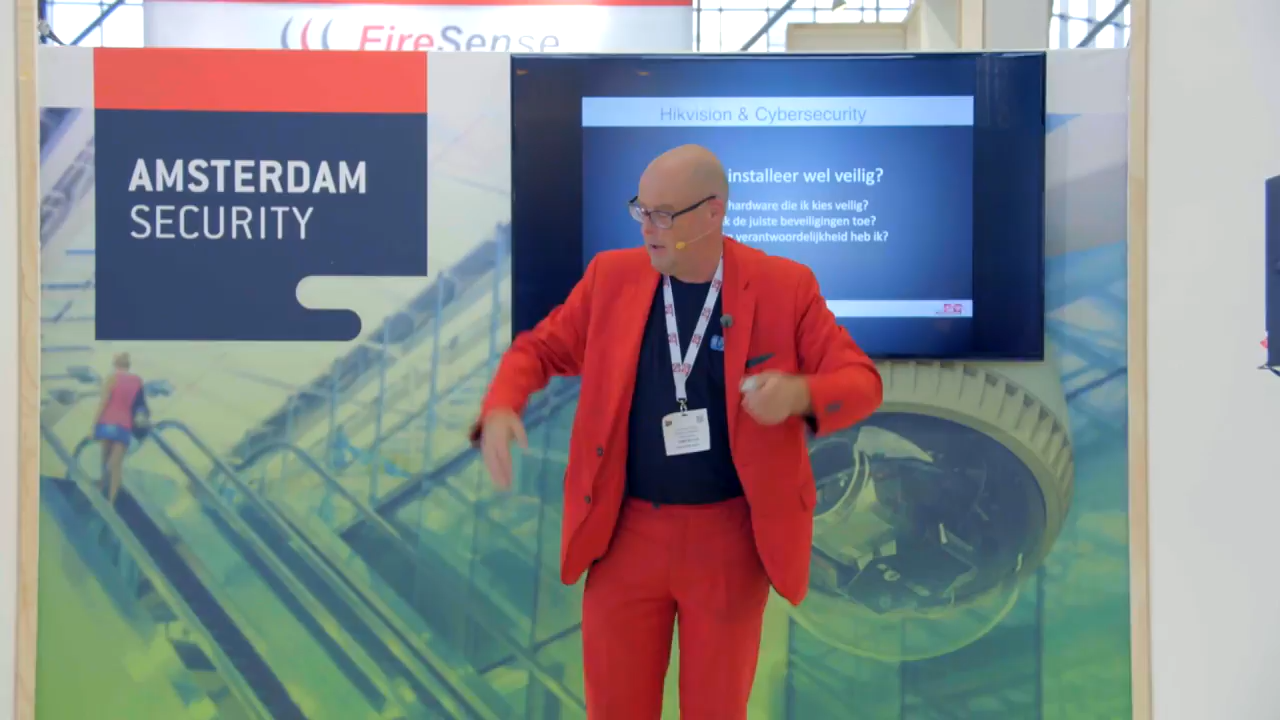 FireSense
AMSTERDAM
SECURITY
Hikvision & Cybersecurity
installeer wel veilig?
hardware die ik kies veilig?
de juiste beveiligingen toe?
verantwoordelijkheid heb ik?